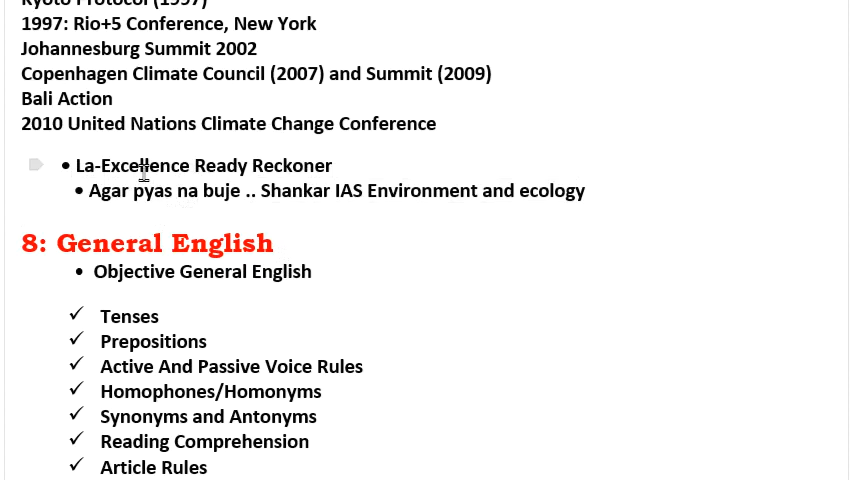 Kyoto Protocol (1997)
1997: Rio+5 Conference, New York
Johannesburg Summit 2002
Copenhagen Climate Council (2007) and Summit (2009)
Bali Action
2010 United Nations Climate Change Conference
• La-Excellence Ready Reckoner
• Agar pyas na buje .. Shankar IAS Environment and ecology
8: General English
• Objective General English
✓ Tenses
✓ Prepositions
✓ Active And Passive Voice Rules
✓ Homophones/Homonyms
✓ Synonyms and Antonyms
✓ Reading Comprehension
✓ Article Rules